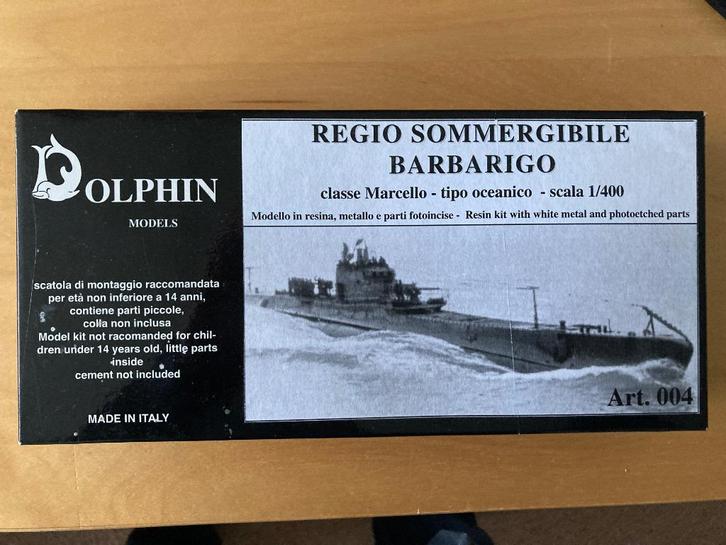 DOLPHIN
MODELS
scatola di montaggio raccomandata
per età non inferiore a 14 anni,
contiene parti piccole,
colla non inclusa
Model kit not racomanded for chil-
dren under 14 years old, little parts
inside
cement not included
MADE IN ITALY
REGIO SOMMERGIBILE
BARBARIGO
classe Marcello - tipo oceanico - scala 1/400
Modello in resina, metallo e parti fotoincise - Resin kit with white metal and photoetched parts
Art. 004